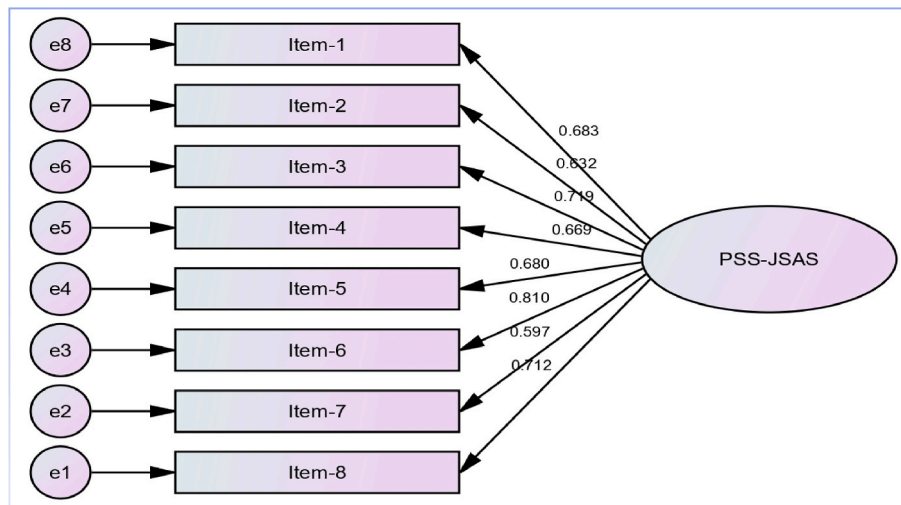 e8
Item-1
e7
Item-2
0.683
e6
Item-3
0.632
0.719
e5
Item-4
0.669
PSS-JSAS
e4
Item-5
0.680
0.810
e3
Item-6
0.597
0.712
e2
Item-7
e1
Item-8